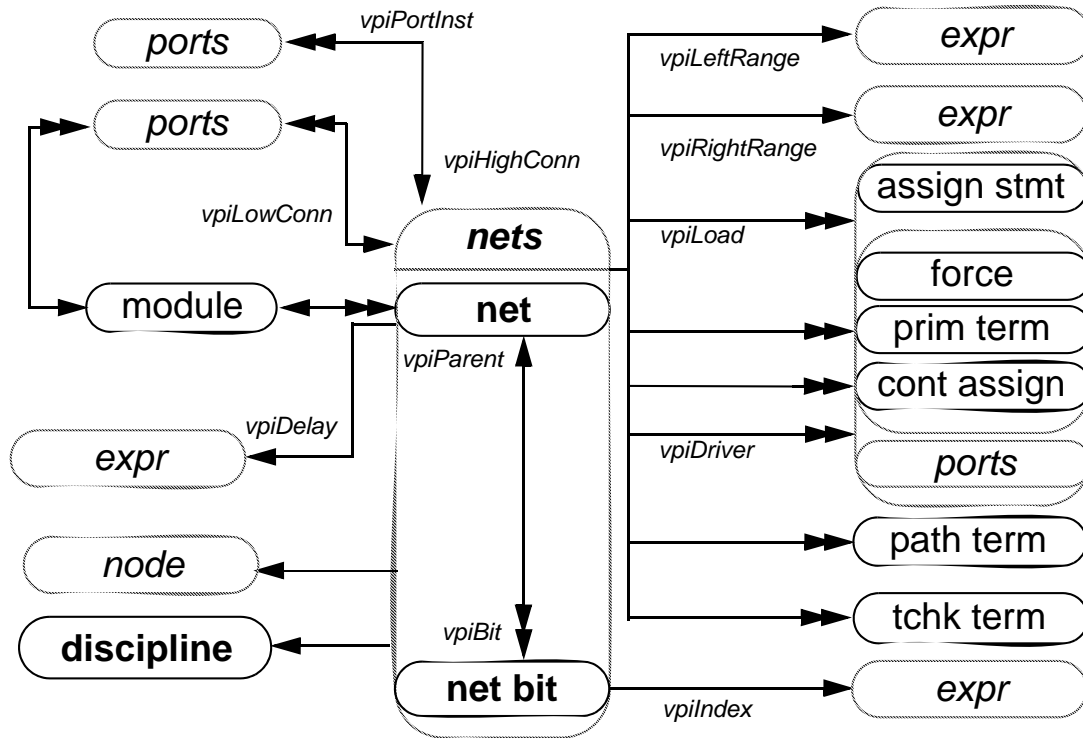 vpiPortInst
ports
expr
vpiLeftRange
ports
expr
vpiRightRange
vpiHighConn
assign stmt
vpiLowConn
nets
vpiLoad
force
module
net
prim term
vpiParent
cont assign
vpiDelay
expr
vpiDriver
ports
node
path term
discipline
vpiBit
tchk term
net bit
vpiIndex
expr